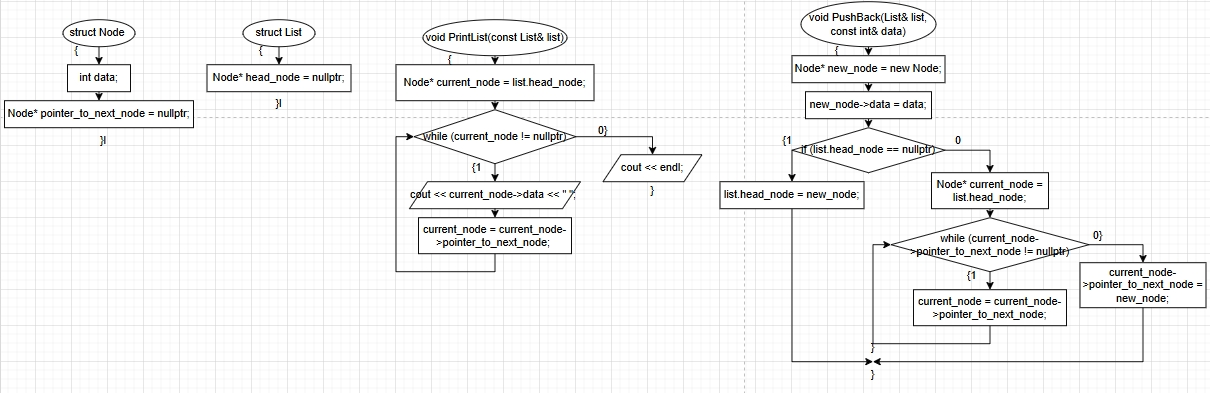 struct Node
{
int data;
Node* pointer_to_next_node = nullptr;
}l
struct List
{
Node* head_node = nullptr;
}l
void PrintList(const List& list)
{
Node* current_node = list.head_node;
while (current_node != nullptr)
0}
cout << endl;
}
{1
cout << current_node->data << " ";
current_node = current_node-
>pointer_to_next_node;
void PushBack(List& list,
const int& data)
{
Node* new_node = new Node;
new_node->data = data;
{1
if (list.head_node == nullptr)
0
list.head_node = new_node;
Node* current_node =
list.head_node;
while (current_node-
>pointer_to_next_node != nullptr)
0}
{1
current_node = current_node-
>pointer_to_next_node;
current_node-
>pointer_to_next_node =
new_node;
}
}